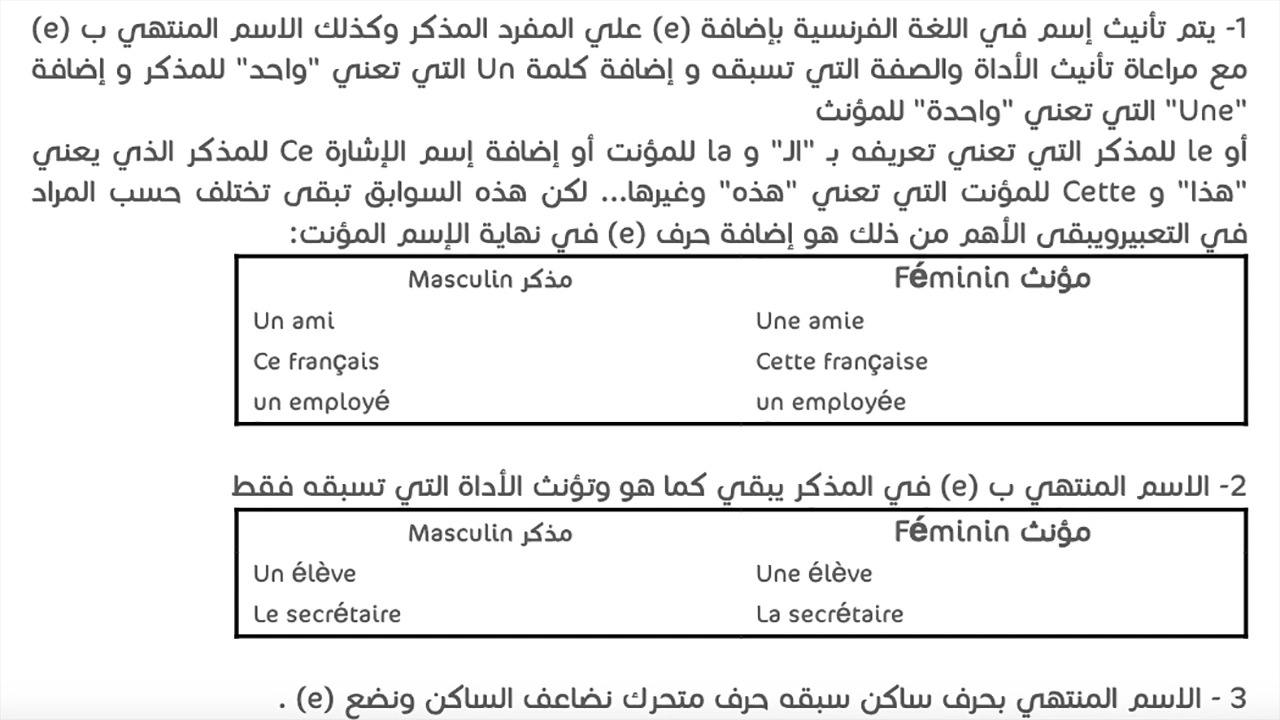 1- يتم تأنيث إسم في اللغة الفرنسية بإضافة (e) علي المفرد المذكر وكذلك الاسم المنتهي ب (e)
مع مراعاة تأنيث الأداة والصفة التي تسبقه و إضافة كلمة Un التي تعني "واحد" للمذكر و إضافة
"Une" التي تعني "واحدة" للمؤنث
أو le للمذكر التي تعني تعريفه بـ "الـ" و la للمؤنت أو إضافة إسم الإشارة Ce للمذكر الذي يعني
"هذا" و Cette للمؤنت التي تعني "هذه" وغيرها... لكن هذه السوابق تبقى تختلف حسب المراد
في التعبيرويبقى الأهم من ذلك هو إضافة حرف (e) في نهاية الإسم المؤنت:
Masculin مذكر Féminin مؤنث
Un ami Une amie
Ce français Cette française
un employé un employée
2- الاسم المنتهي ب (e) في المذكر يبقي كما هو وتؤنث الأداة التي تسبقه فقط
Masculin مذكر Féminin مؤنث
Un élève Une élève
Le secrétaire La secrétaire
3 - الاسم المنتهي بحرف ساكن سبقه حرف متحرك نضاعف الساكن ونضع (e) .